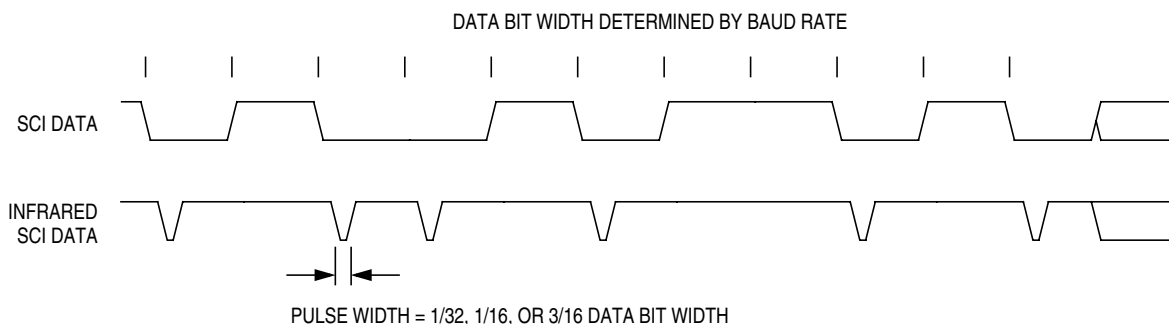 DATA BIT WIDTH DETERMINED BY BAUD RATE
SCI DATA
INFRARED
SCI DATA
PULSE WIDTH = 1/32, 1/16, OR 3/16 DATA BIT WIDTH